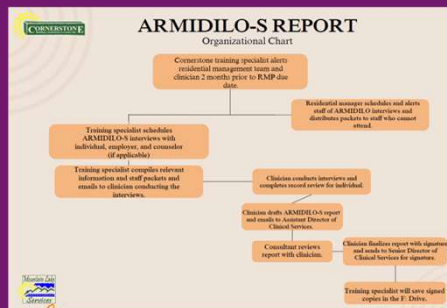 CORNERSTONE
ARMIDILO-S REPORT
Organizational Chart
Cornerstone training specialist alerts
residential management team and
clinician 2 months prior to RMP due
date.
Residential manager schedules and alerts
staff of ARMIDILO interviews and
distributes packets to staff who cannot
attend.
Training specialist schedules
ARMIDILO-S interviews with
individual, employer, and counselor
(if applicable)
Training specialist compiles relevant
information and staff packets and
emails to clinician conducting the
interviews.
Clinician conducts interviews and
completes record review for individual.
Clinician drafts ARMIDILO-S report
and emails to Assistant Director of
Clinical Services.
Consultant reviews
report with clinician.
Clinician finalizes report with signature
and sends to Senior Director of
Clinical Services for signature.
Training specialist will save signed
copies in the F: Drive.
Mountain Lake
Services